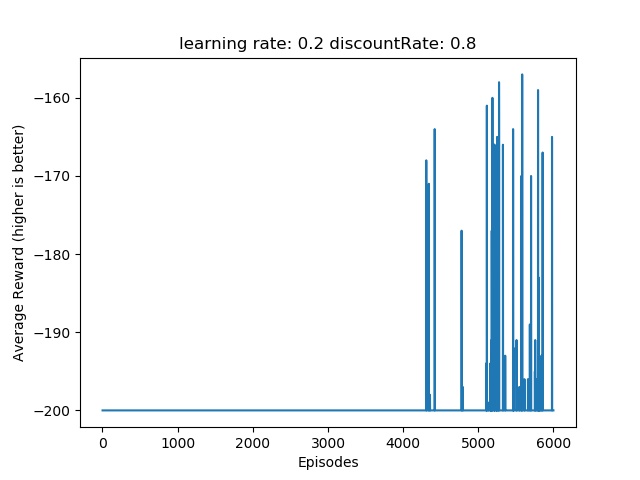 learning rate: 0.2 discountRate: 0.8
Average Reward (higher is better)
−160
−170
−180
−190
−200
0 1000 2000 3000 4000 5000 6000
Episodes